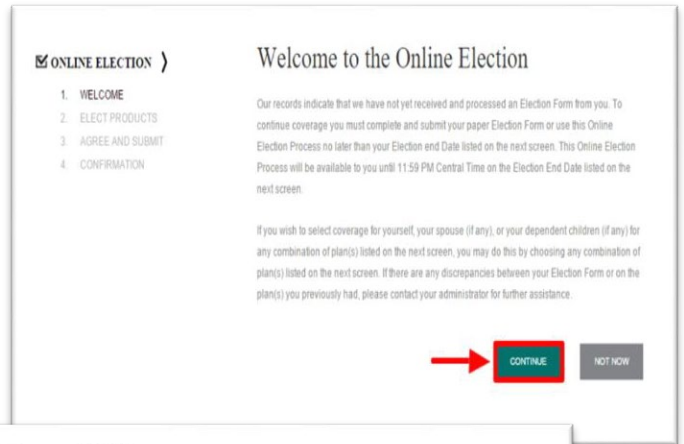 ONLINE ELECTION
1. WELCOME
2. ELECT PRODUCTS
3. AGREE AND SUBMIT
4. CONFIRMATION
Welcome to the Online Election
Our records indicate that we have not yet received and processed an Election Form from you. To
continue coverage you must complete and submit your paper Election Form or use this Online
Election Process no later than your Election end Date listed on the next screen. This Online Election
Process will be available to you until 11:59 PM Central Time on the Election End Date listed on the
next screen.
If you wish to select coverage for yourself, your spouse (if any), or your dependent children (if any) for
any combination of plan(s) listed on the next screen, you may do this by choosing any combination of
plan(s) listed on the next screen. If there are any discrepancies between your Election Form or on the
plan(s) you previously had, please contact your administrator for further assistance.
CONTINUE
NOT NOW